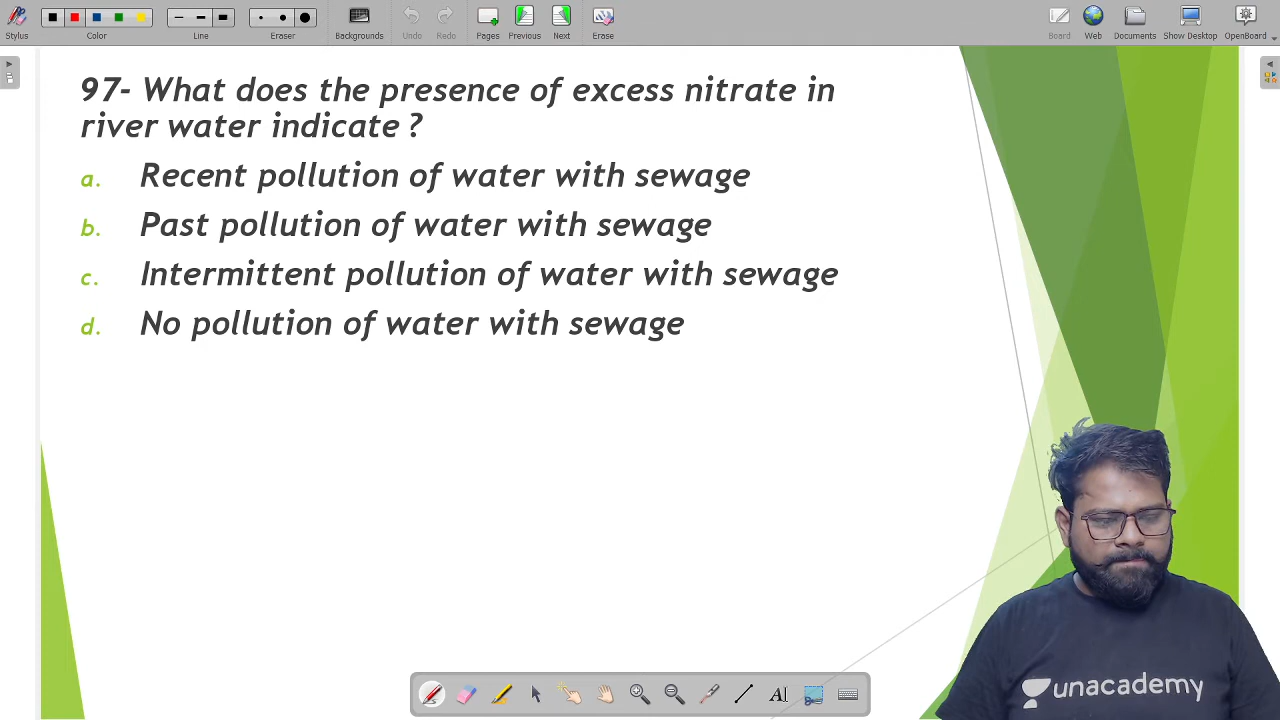 Stylus
Color
Line
Eraser
Backgrounds
Undo
Redo
Pages
Previous
Next
Erase
Board
Web
Documents
Show Desktop
OpenBoard
97- What does the presence of excess nitrate in
river water indicate ?
a. Recent pollution of water with sewage
b. Past pollution of water with sewage
c. Intermittent pollution of water with sewage
d. No pollution of water with sewage
unacademy